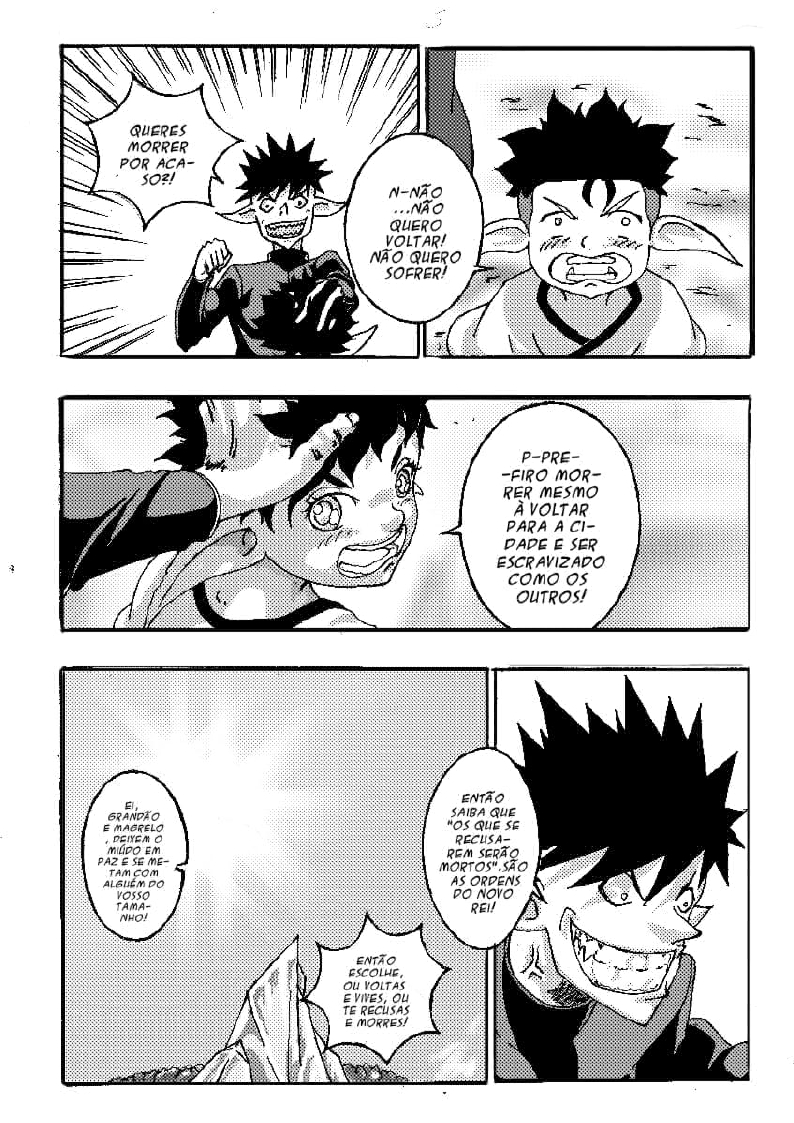 QUERES
MORRER
POR ACA-
SO?!
N-NÃO
...NÃO
QUERO
VOLTAR!
NÃO QUERO
SOFRER!
P-PRE-
-FIRO MOR-
RER MESMO
À VOLTAR
PARA A CI-
DADE E SER
ESCRAVIZADO
COMO OS
OUTROS!
EI,
GRANDÃO
E MAGRELO
, DEIXEM O
MIÚDO EM
PAZ E SE ME-
TAM COM
ALGUÉM DO
VOSSO
TAMA-
NHO!
ENTÃO
ESCOLHE,
OU VOLTAS
E VIVES, OU
TE RECUSAS
E MORRES!
ENTÃO
SAIBA QUE
"OS QUE SE
RECUSA-
REM SERÃO
MORTOS".SÃO
AS ORDENS
DO NOVO
REI!